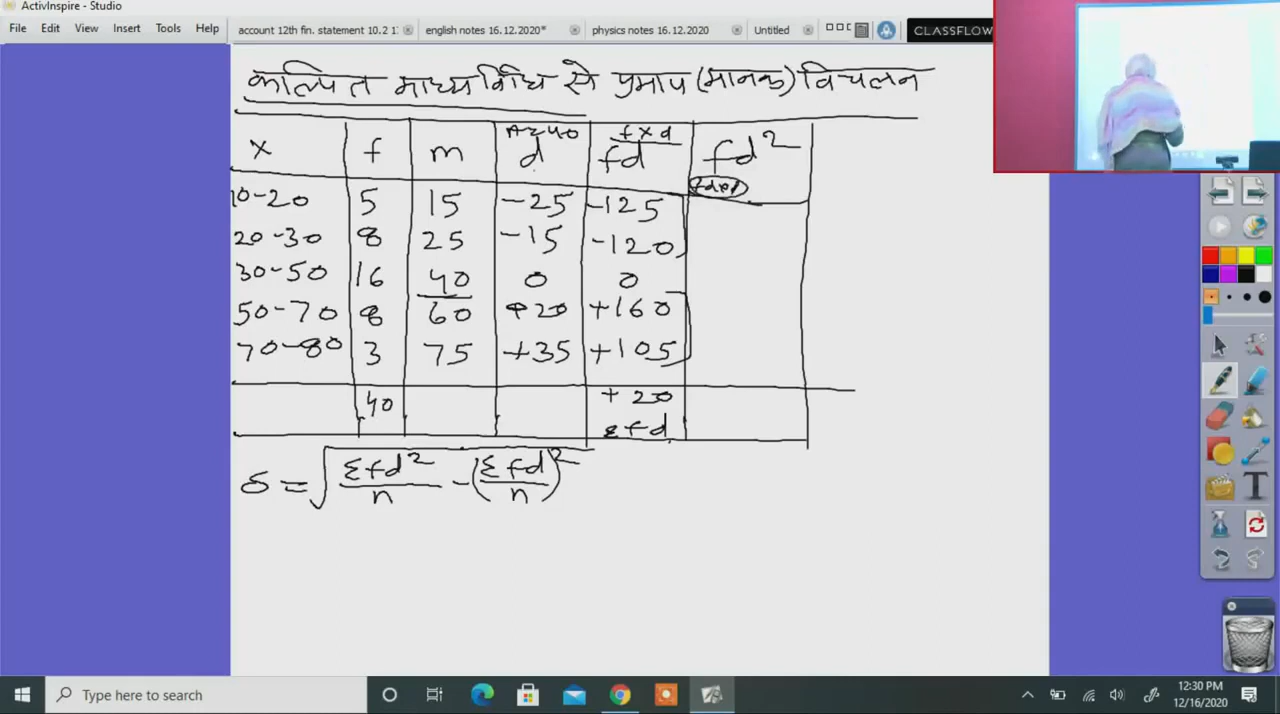 ActivInspire - Studio
File Edit View Insert Tools Help
account 12th fin. statement 10.2 1 english notes 16.12.2020* physics notes 16.12.2020 Untitled CLASSFLOW
कल्पित माध्य विधि से प्रमाप (मानक) विचलन
x f m A=40 d f×d fd fd²
10-20 5 15 -25 -125
20-30 8 25 -15 -120
30-50 16 40 0 0
50-70 8 60 +20 +160
70-80 3 75 +35 +105
40 +20
Σfd
σ = √Σfd²/n - (Σfd/n)²
Type here to search
12:30 PM
12/16/2020